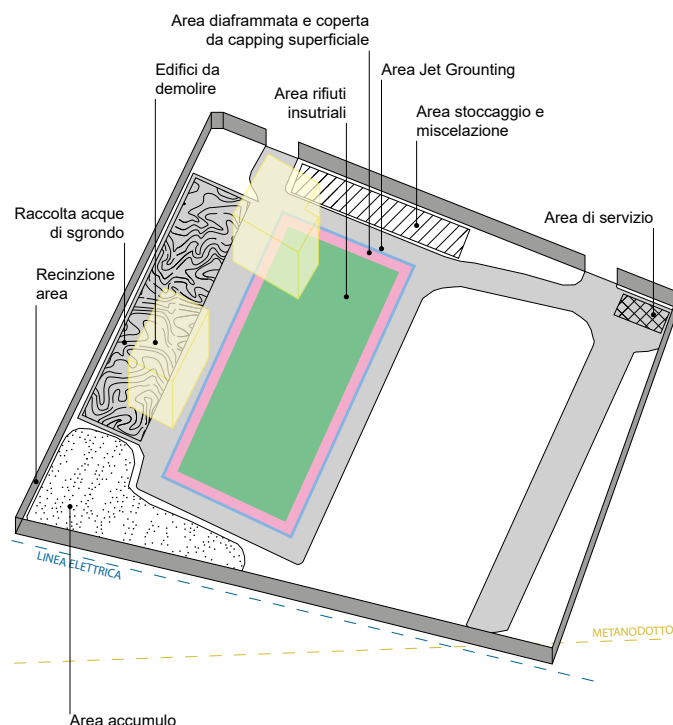 Area diaframmata e coperta
da capping superficiale
Edifici da
demolire
Area Jet Grounting
Area rifiuti
insutriali
Area stoccaggio e
miscelazione
Raccolta acque
di sgrondo
Area di servizio
Recinzione
area
LINEA ELETTRICA
METANODOTTO
Area accumulo